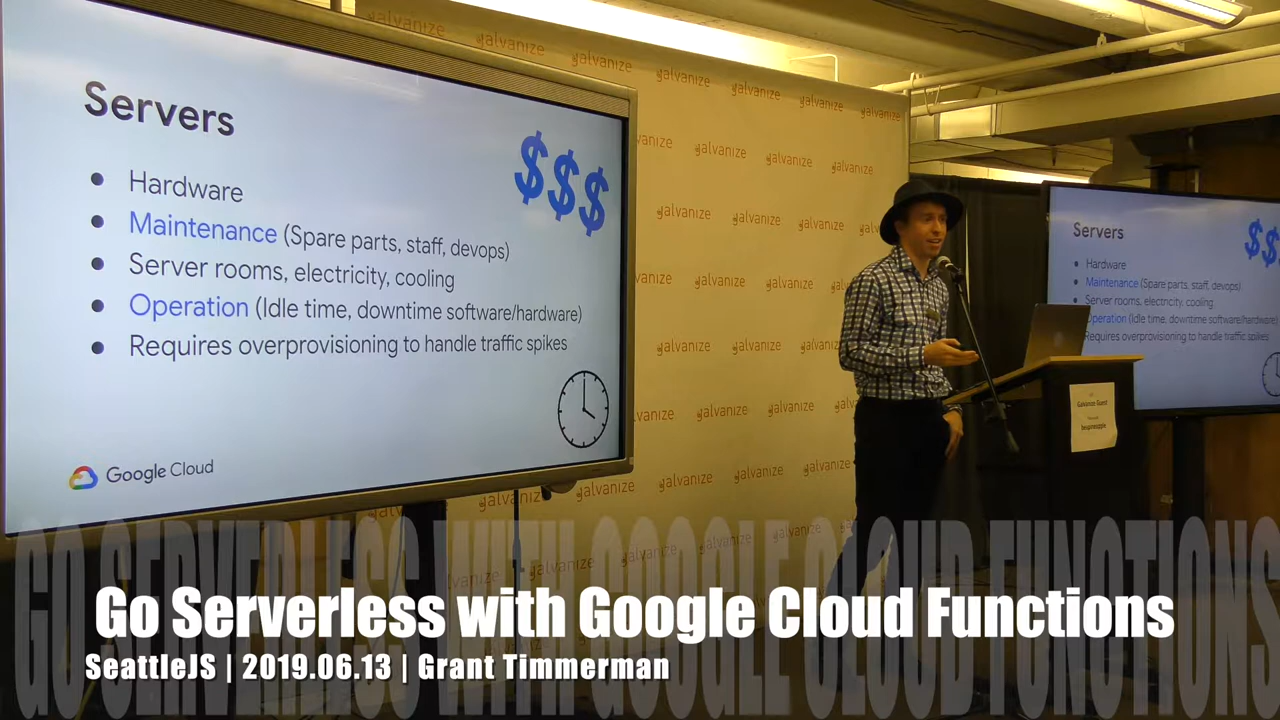 Servers
$$$
• Hardware
• Maintenance (Spare parts, staff, devops)
• Server rooms, electricity, cooling
• Operation (Idle time, downtime software/hardware)
• Requires overprovisioning to handle traffic spikes
Google Cloud
galvanize
Servers
• Hardware
• Maintenance (Spare parts, staff, devops)
• Server rooms, electricity, cooling
Operation (Idle time, downtime software/hardware)
Requires overprovisioning to handle traffic spikes
Galvanize Guest
GO SERVERLESS WITH GOOGLE CLOUD FUNCTIONS
Go Serverless with Google Cloud Functions
SeattleJS | 2019.06.13 | Grant Timmerman